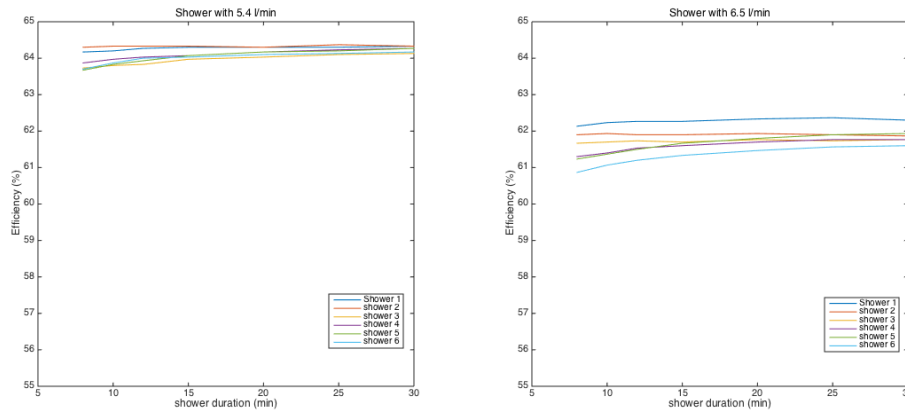 Shower with 5.4 l/min
65
64
63
62
61
60
59
58
57
56
55
Efficiency (%)
Shower 1
shower 2
shower 3
shower 4
shower 5
shower 6
5
10
15
20
25
30
shower duration (min)
Shower with 6.5 l/min
65
64
63
62
61
60
59
58
57
56
55
Efficiency (%)
Shower 1
shower 2
shower 3
shower 4
shower 5
shower 6
5
10
15
20
25
30
shower duration (min)